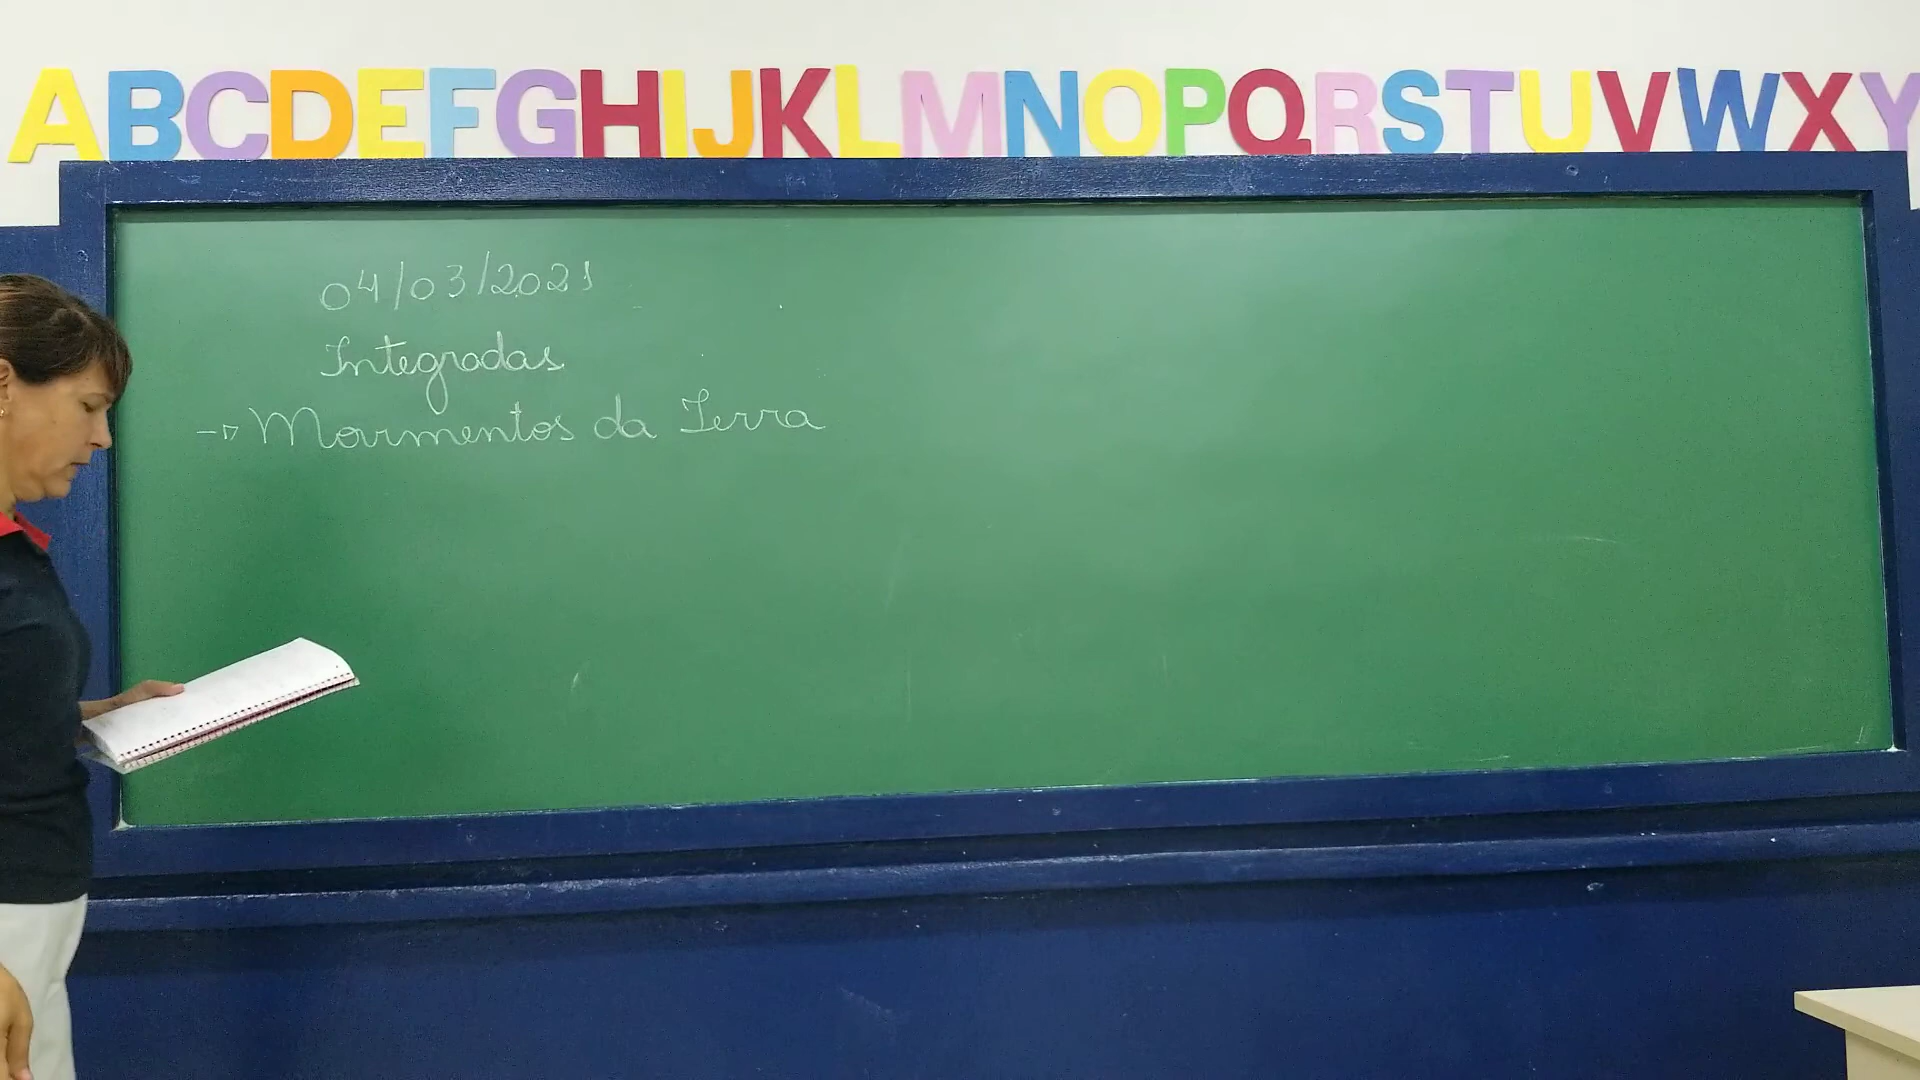 ABCDEFGHIJKLMNOPQRSTUVWXY
04/03/2021
Integradas
→ Movimentos da Terra